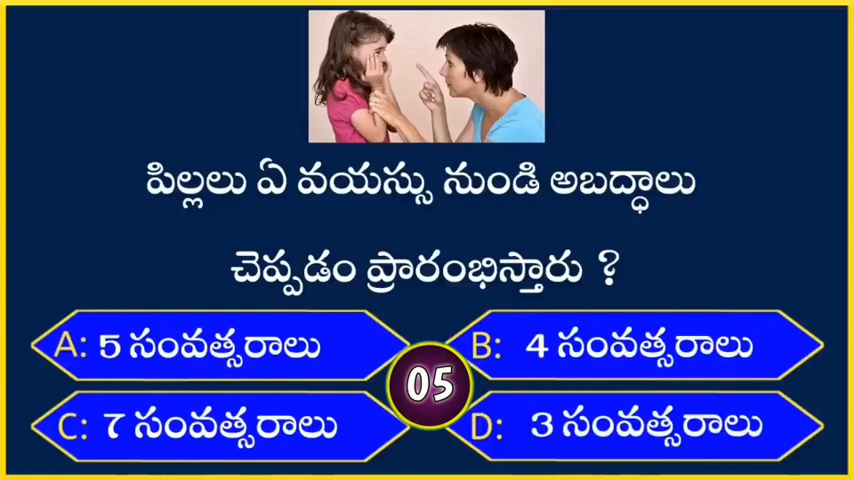 పిల్లలు ఏ వయస్సు నుండి అబద్ధాలు
చెప్పడం ప్రారంభిస్తారు ?
A: 5 సంవత్సరాలు
B: 4 సంవత్సరాలు
05
C: 7 సంవత్సరాలు
D: 3 సంవత్సరాలు